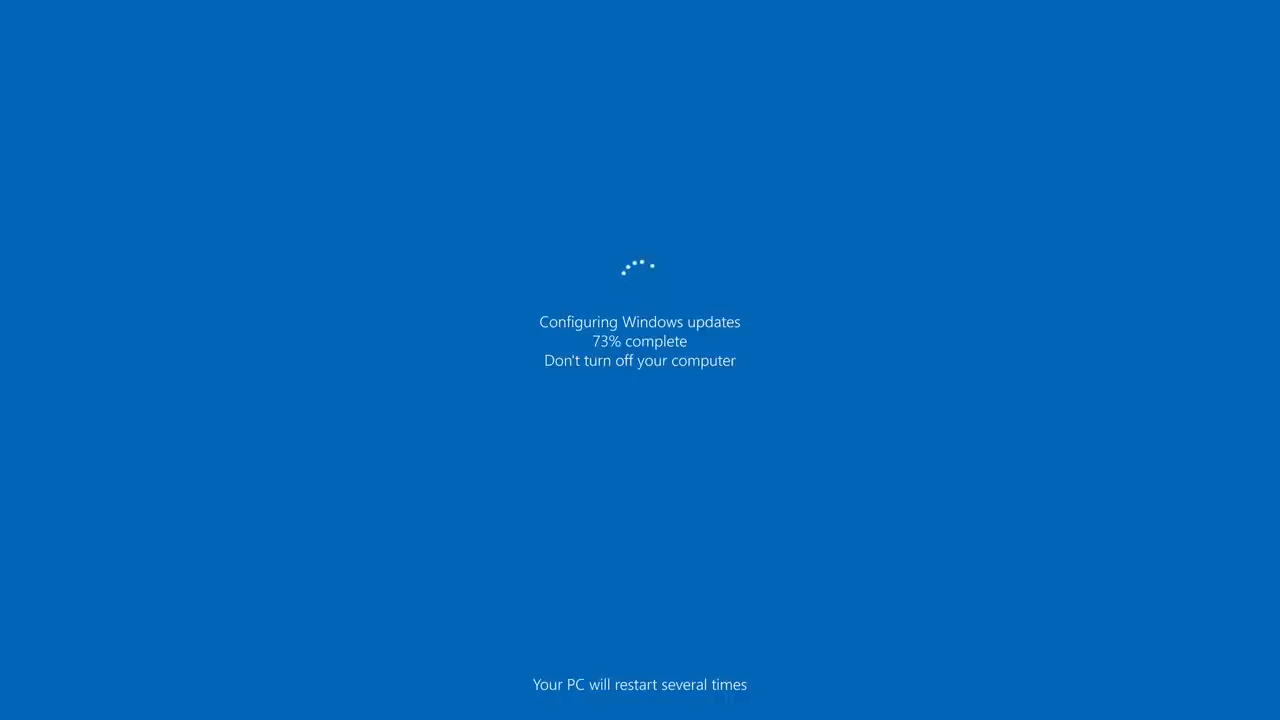 Configuring Windows updates
73% complete
Don't turn off your computer
Your PC will restart several times